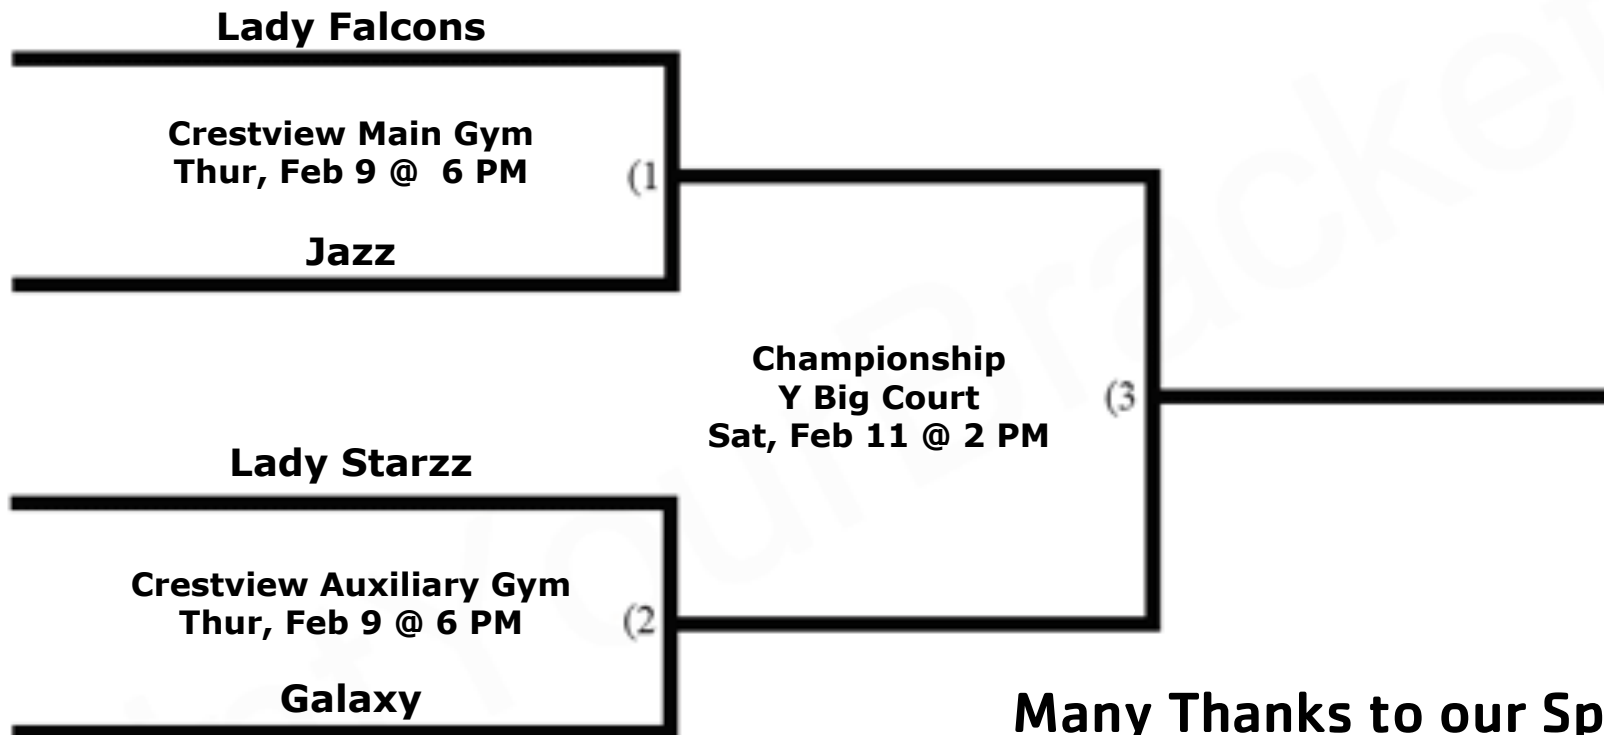 Lady Falcons
Crestview Main Gym
Thur, Feb 9 @  6 PM
(1
Jazz
Championship
Y Big Court
Sat, Feb 11 @ 2 PM
(3
Lady Starzz
Crestview Auxiliary Gym
Thur, Feb 9 @ 6 PM
(2
Galaxy
Many Thanks to our Sp